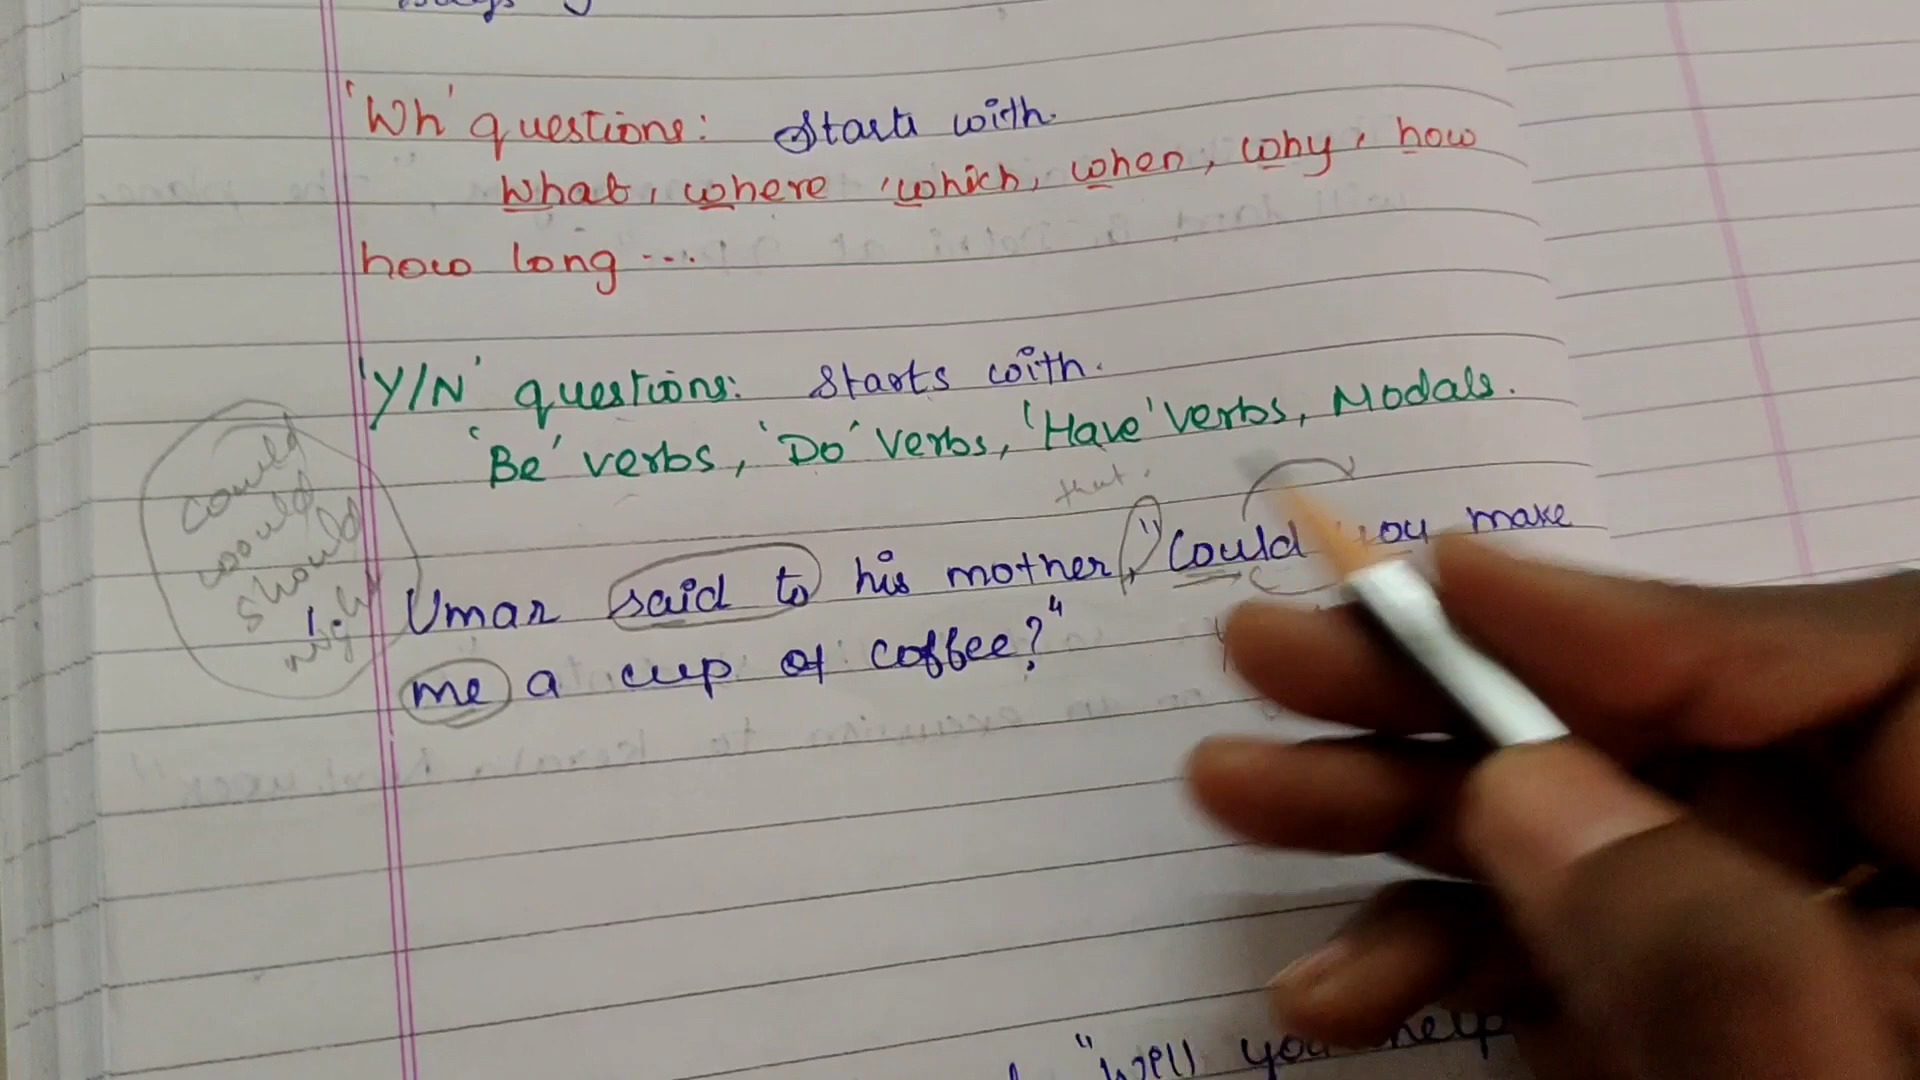 'Wh' questions: Starts with.
What, where, which, when, why, how
how long ...
'Y/N' questions: Starts with.
'Be' verbs, 'Do' verbs, 'Have' verbs, Modals.
could
would
should
might
that.
1. Umar said to his mother, "Could you make
me a cup of coffee?"
"Will you help